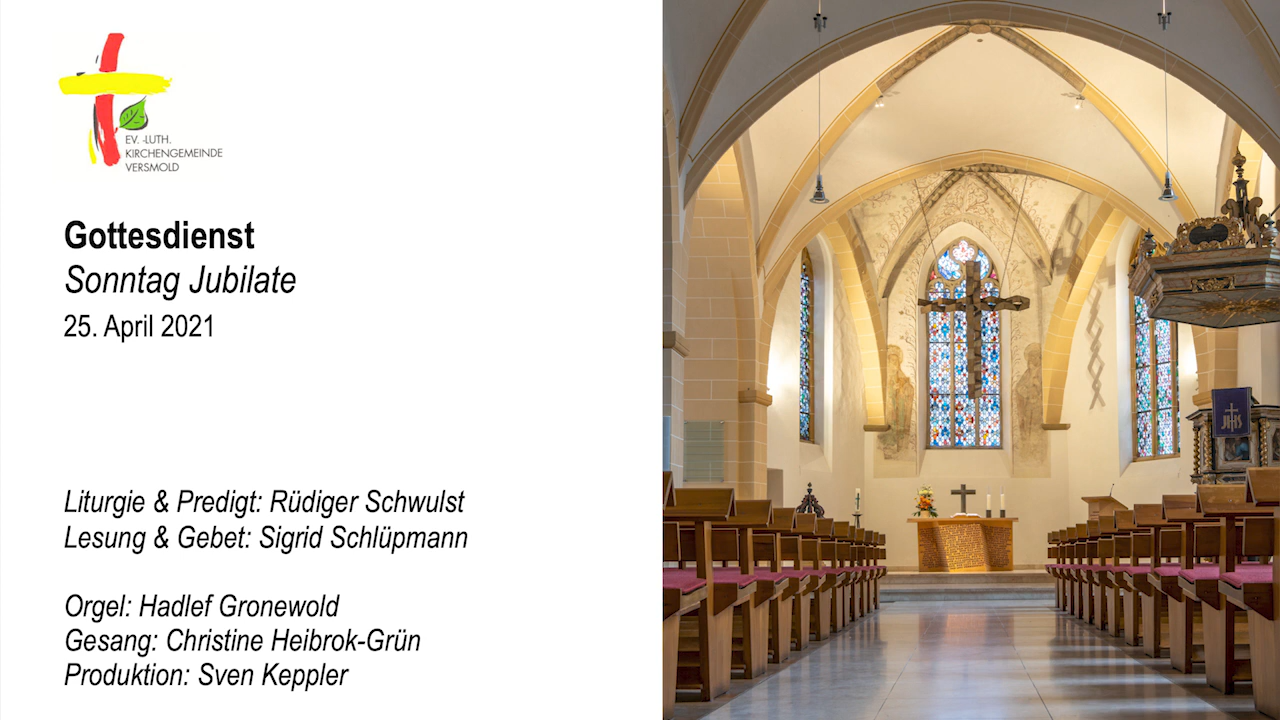 EV. -LUTH.
KIRCHENGEMEINDE
VERSMOLD
Gottesdienst
Sonntag Jubilate
25. April 2021
Liturgie & Predigt: Rüdiger Schwulst
Lesung & Gebet: Sigrid Schlüpmann
Orgel: Hadlef Gronewold
Gesang: Christine Heibrok-Grün
Produktion: Sven Keppler
JHS